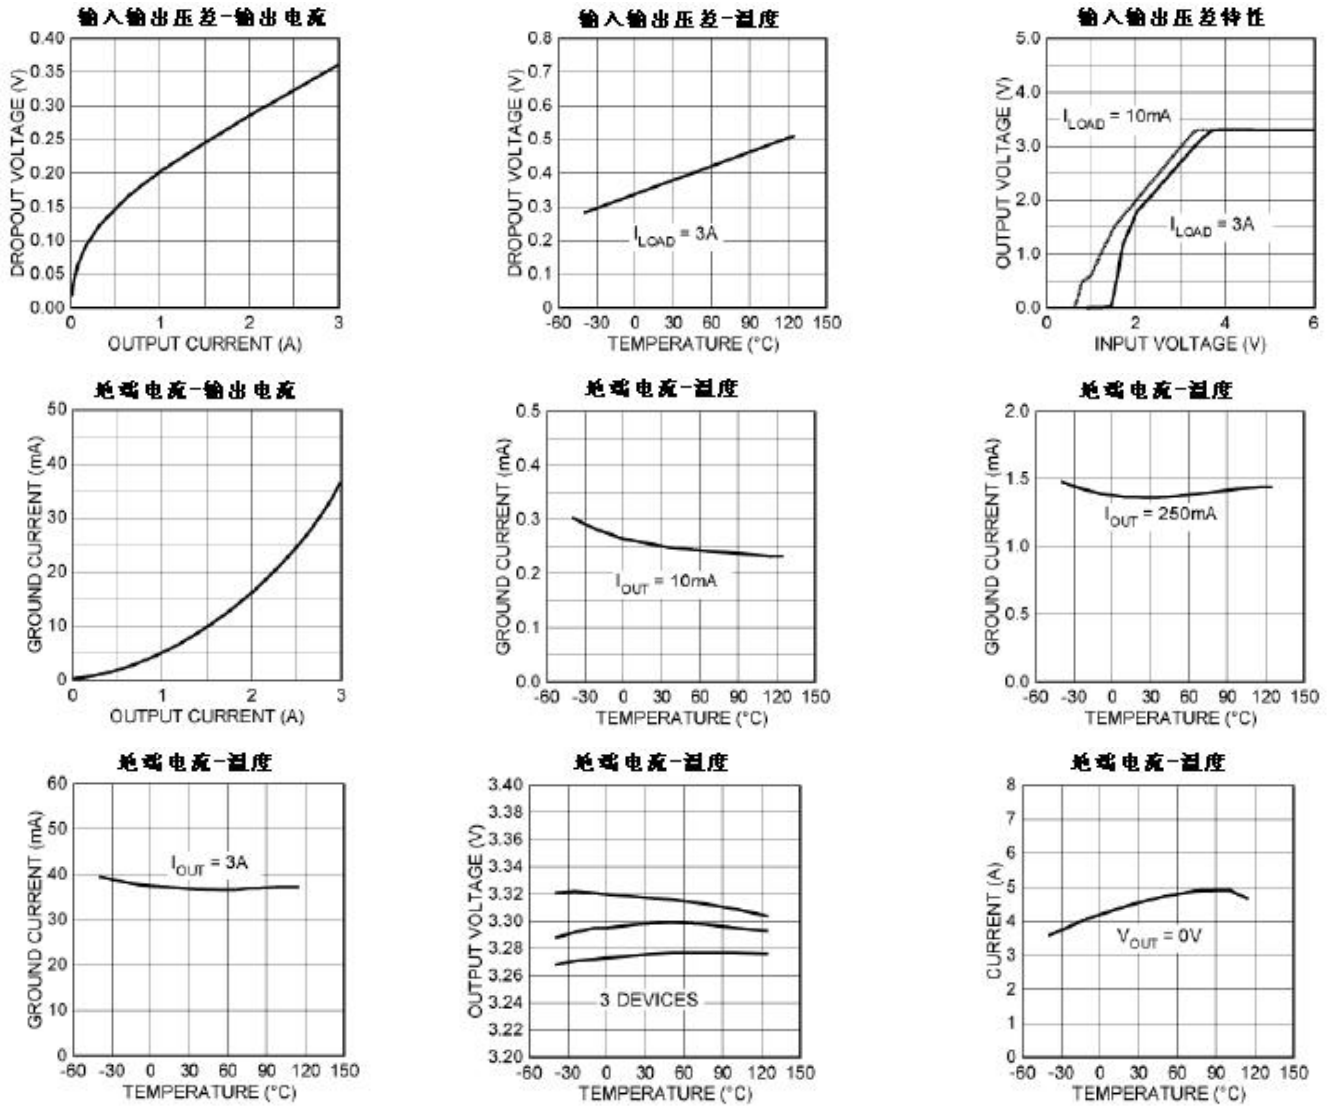 输入输出压差-输出电流
0.40
0.35
0.30
0.25
0.20
0.15
0.10
0.05
0.00
DROPOUT VOLTAGE (V)
0 1 2 3
OUTPUT CURRENT (A)
输入输出压差-温度
0.8
0.7
0.6
0.5
0.4
0.3
0.2
0.1
0
DROPOUT VOLTAGE (V)
ILOAD = 3A
-60 -30 0 30 60 90 120 150
TEMPERATURE (°C)
输入输出压差特性
5.0
4.0
3.0
2.0
1.0
0.0
OUTPUT VOLTAGE (V)
ILOAD = 10mA
ILOAD = 3A
0 2 4 6
INPUT VOLTAGE (V)
地端电流-输出电流
50
40
30
20
10
0
GROUND CURRENT (mA)
0 1 2 3
OUTPUT CURRENT (A)
地端电流-温度
0.5
0.4
0.3
0.2
0.1
0.0
GROUND CURRENT (mA)
IOUT = 10mA
-60 -30 0 30 60 90 120 150
TEMPERATURE (°C)
地端电流-温度
2.0
1.5
1.0
0.5
0.0
GROUND CURRENT (mA)
IOUT = 250mA
-60 -30 0 30 60 90 120 150
TEMPERATURE (°C)
地端电流-温度
60
50
40
30
20
10
0
GROUND CURRENT (mA)
IOUT = 3A
-60 -30 0 30 60 90 120 150
TEMPERATURE (°C)
地端电流-温度
3.40
3.38
3.36
3.34
3.32
3.30
3.28
3.26
3.24
3.22
3.20
OUTPUT VOLTAGE (V)
3 DEVICES
-60 -30 0 30 60 90 120 150
TEMPERATURE (°C)
地端电流-温度
8
7
6
5
4
3
2
1
0
CURRENT (A)
VOUT = 0V
-60 -30 0 30 60 90 120 150
TEMPERATURE (°C)